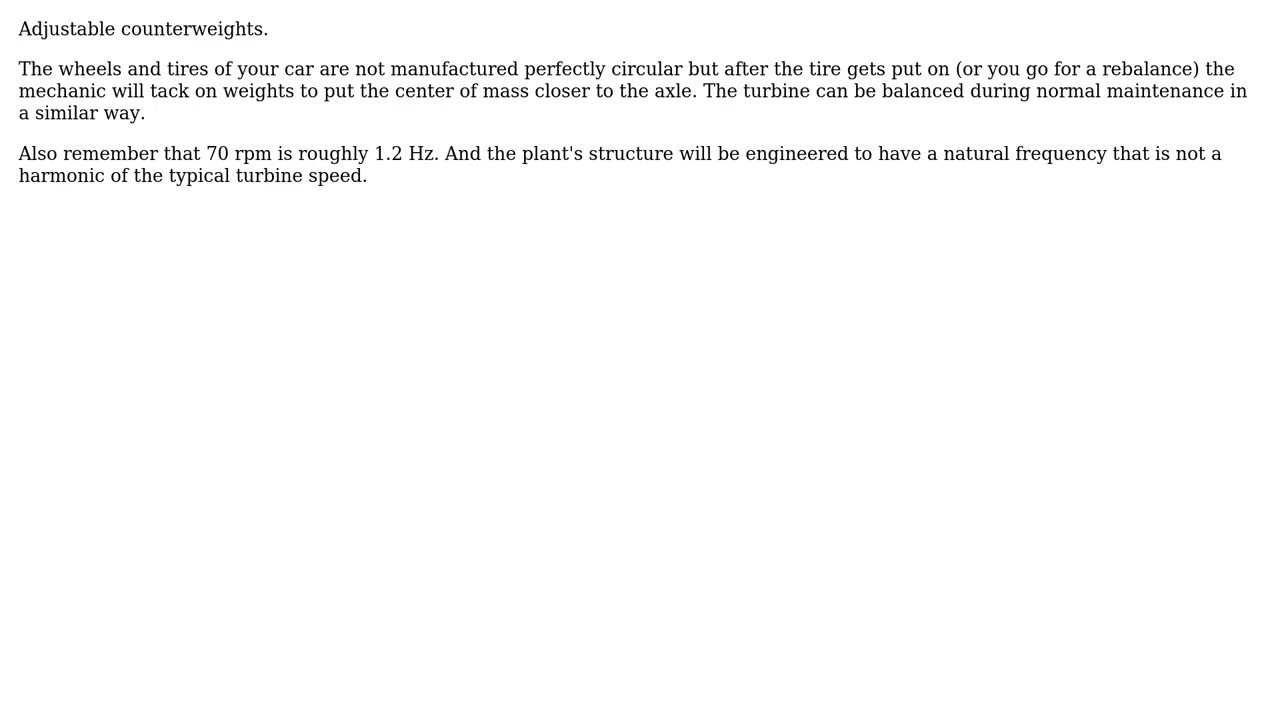 Adjustable counterweights.
The wheels and tires of your car are not manufactured perfectly circular but after the tire gets put on (or you go for a rebalance) the
mechanic will tack on weights to put the center of mass closer to the axle. The turbine can be balanced during normal maintenance in
a similar way.
Also remember that 70 rpm is roughly 1.2 Hz. And the plant's structure will be engineered to have a natural frequency that is not a
harmonic of the typical turbine speed.